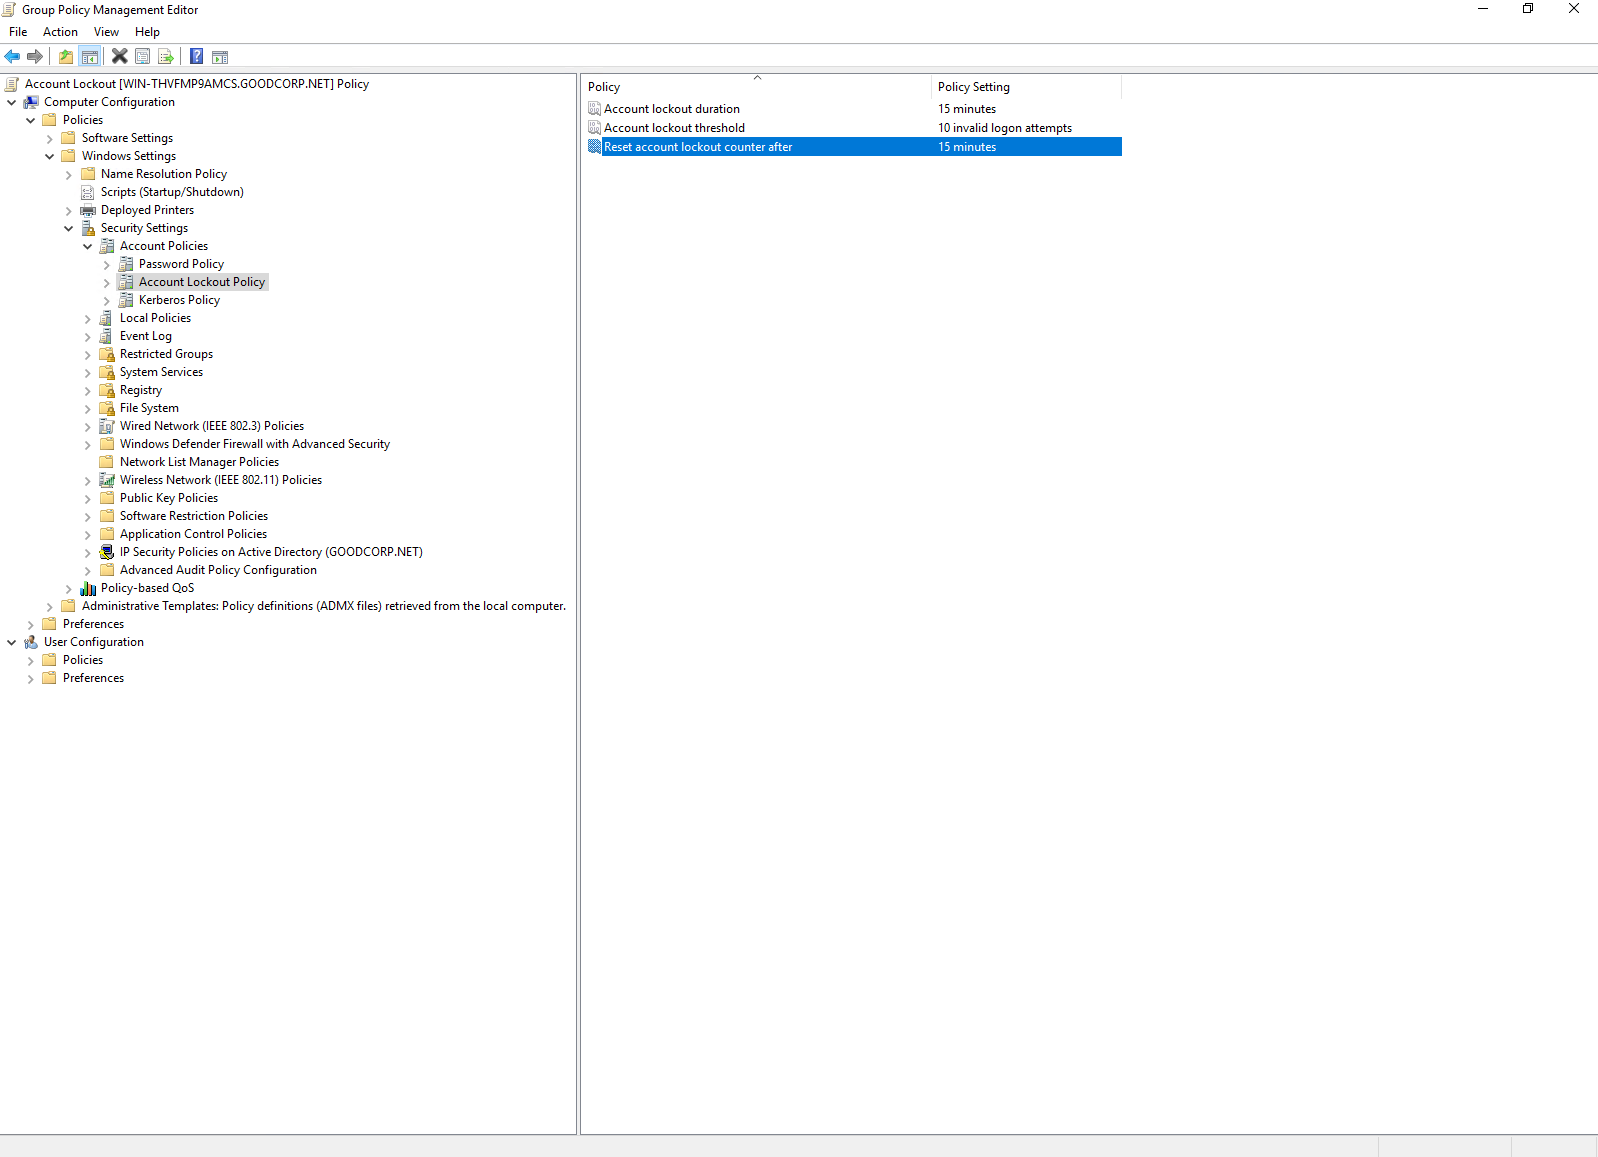 Group Policy Management Editor
File Action View Help
Account Lockout [WIN-THVFMP9AMCS.GOODCORP.NET] Policy
Computer Configuration
Policies
Software Settings
Windows Settings
Name Resolution Policy
Scripts (Startup/Shutdown)
Deployed Printers
Security Settings
Account Policies
Password Policy
Account Lockout Policy
Kerberos Policy
Local Policies
Event Log
Restricted Groups
System Services
Registry
File System
Wired Network (IEEE 802.3) Policies
Windows Defender Firewall with Advanced Security
Network List Manager Policies
Wireless Network (IEEE 802.11) Policies
Public Key Policies
Software Restriction Policies
Application Control Policies
IP Security Policies on Active Directory (GOODCORP.NET)
Advanced Audit Policy Configuration
Policy-based QoS
Administrative Templates: Policy definitions (ADMX files) retrieved from the local computer.
Preferences
User Configuration
Policies
Preferences
Policy Policy Setting
Account lockout duration 15 minutes
Account lockout threshold 10 invalid logon attempts
Reset account lockout counter after 15 minutes